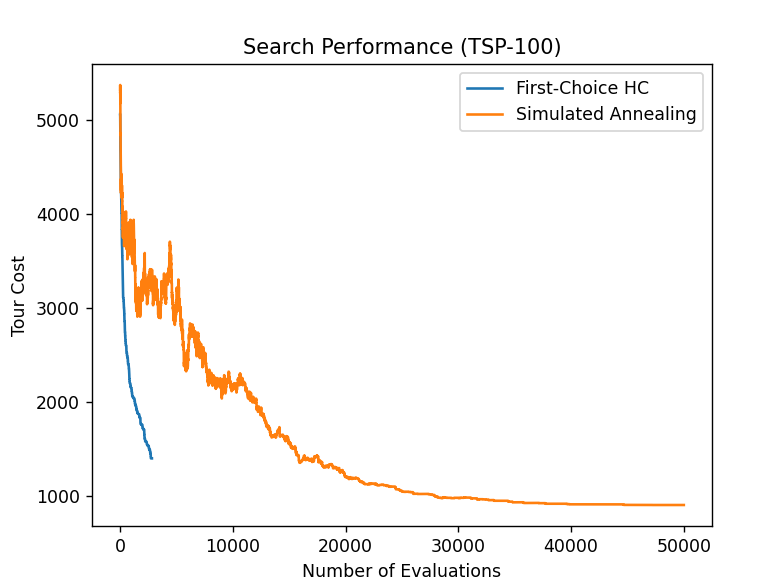 Search Performance (TSP-100)
First-Choice HC
Simulated Annealing
Tour Cost
5000
4000
3000
2000
1000
0 10000 20000 30000 40000 50000
Number of Evaluations